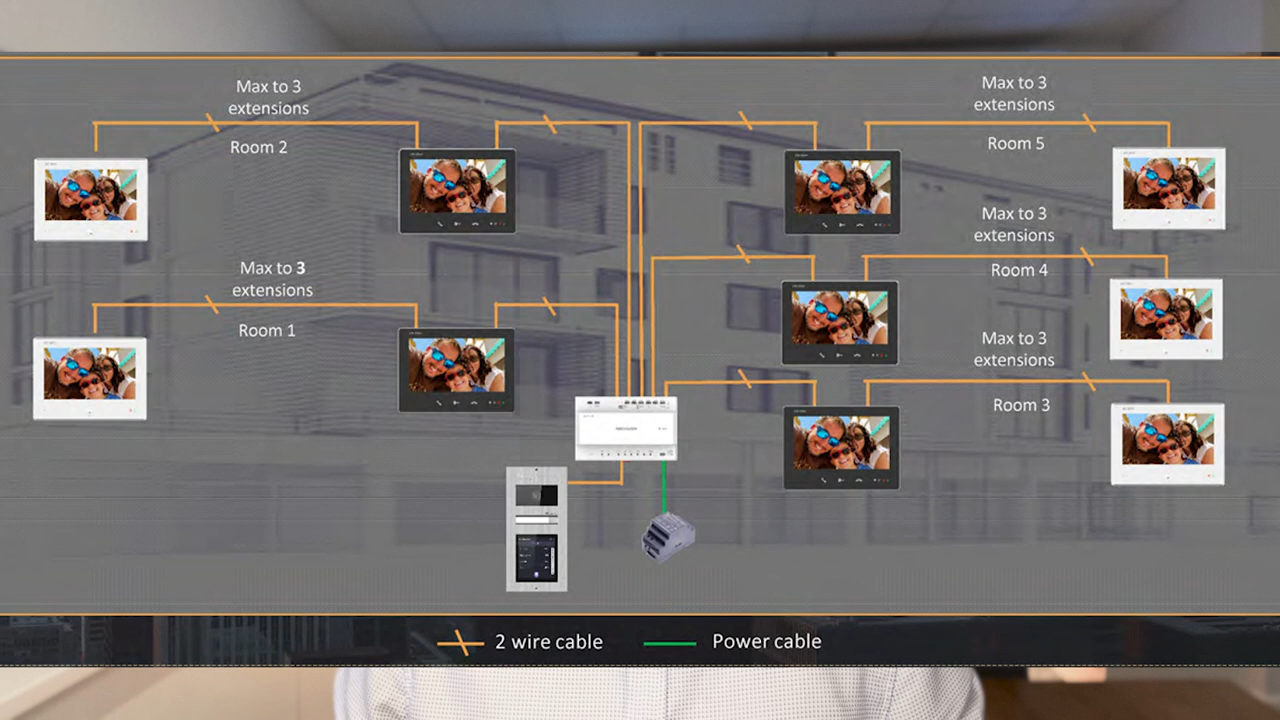 Max to 3
extensions
Room 2
Max to 3
extensions
Room 5
Max to 3
extensions
Room 4
Max to 3
extensions
Room 1
Max to 3
extensions
Room 3
2 wire cable
Power cable